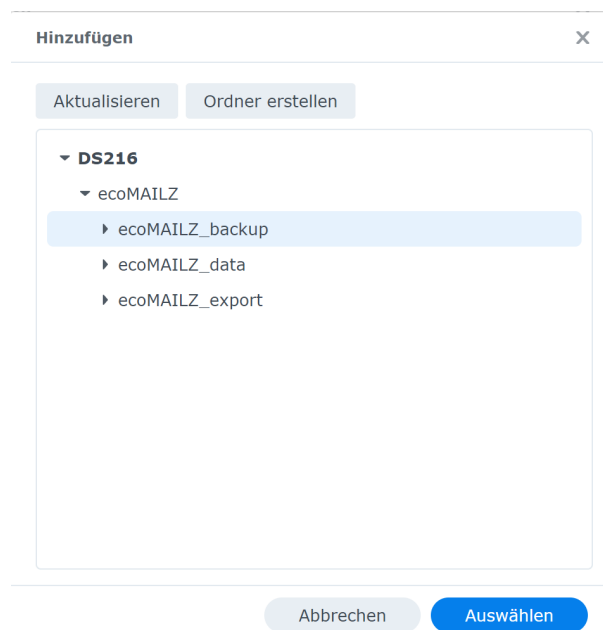 Hinzufügen
Aktualisieren Ordner erstellen
DS216
ecoMAILZ
ecoMAILZ_backup
ecoMAILZ_data
ecoMAILZ_export
Abbrechen Auswählen